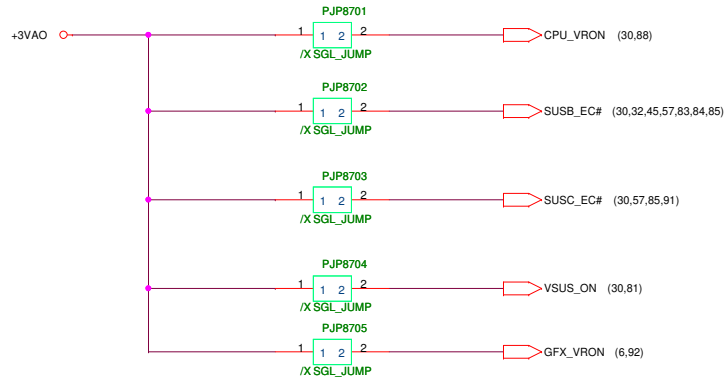 PJP8701
+3VAO 1 1 2 2 CPU_VRON (30,88)
/X SGL_JUMP
PJP8702
1 1 2 2 SUSB_EC# (30,32,45,57,83,84,85)
/X SGL_JUMP
PJP8703
1 1 2 2 SUSC_EC# (30,57,85,91)
/X SGL_JUMP
PJP8704
1 1 2 2 VSUS_ON (30,81)
/X SGL_JUMP
PJP8705
1 1 2 2 GFX_VRON (6,92)
/X SGL_JUMP